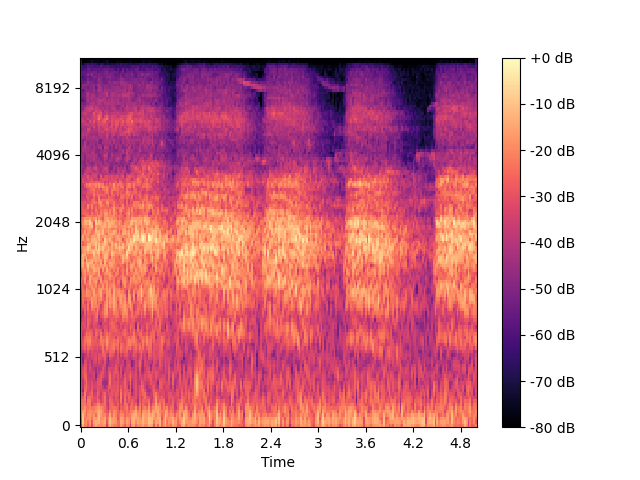 8192
4096
2048
1024
512
0
Hz
0 0.6 1.2 1.8 2.4 3 3.6 4.2 4.8
Time
+0 dB
-10 dB
-20 dB
-30 dB
-40 dB
-50 dB
-60 dB
-70 dB
-80 dB